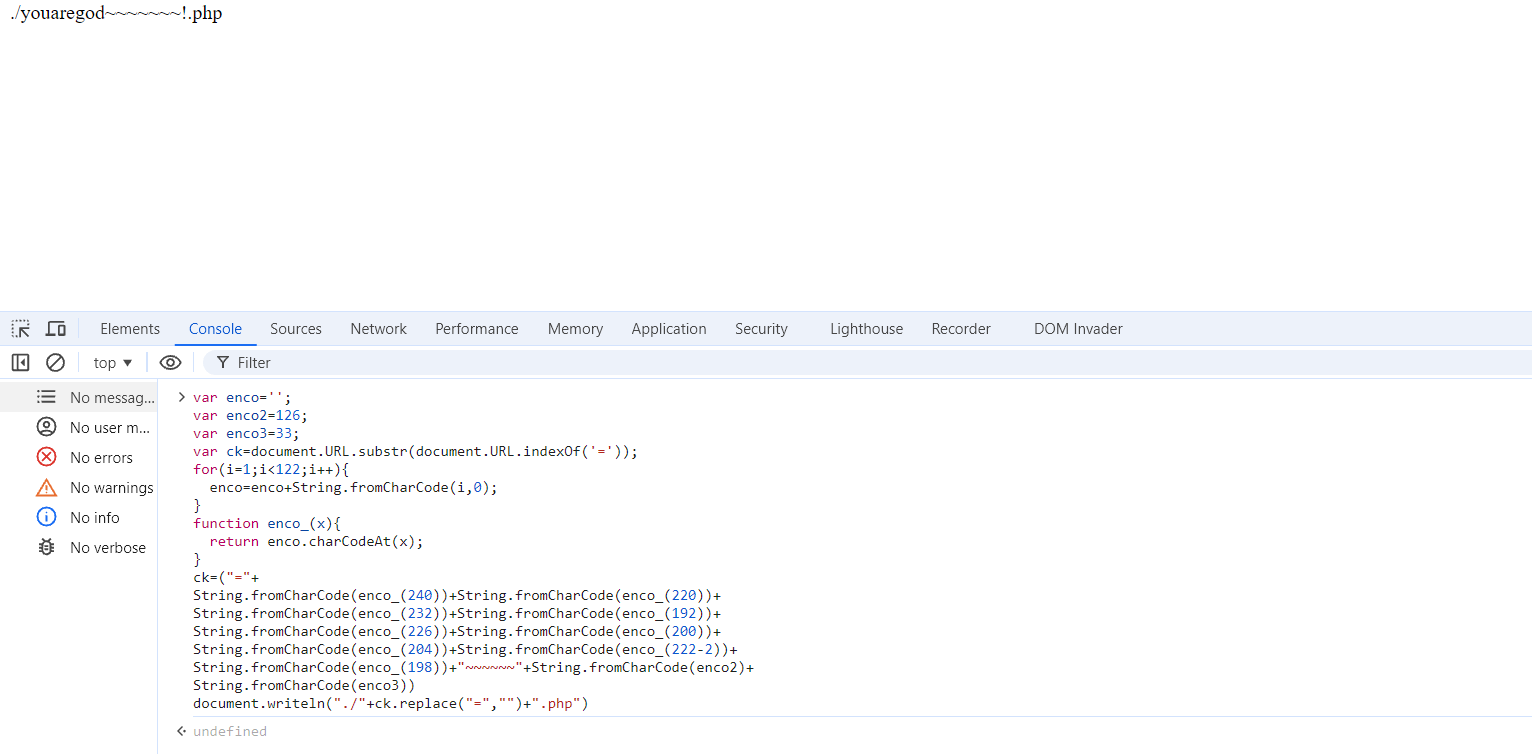 ./youaregod~~~~~~~!.php
Elements Console Sources Network Performance Memory Application Security Lighthouse Recorder DOM Invader
top ▼ Filter
No messag...
No user m...
No errors
No warnings
No info
No verbose
> var enco='';
var enco2=126;
var enco3=33;
var ck=document.URL.substr(document.URL.indexOf('='));
for(i=1;i<122;i++){
  enco=enco+String.fromCharCode(i,0);
}
function enco_(x){
  return enco.charCodeAt(x);
}
ck=("="+
String.fromCharCode(enco_(240))+String.fromCharCode(enco_(220))+
String.fromCharCode(enco_(232))+String.fromCharCode(enco_(192))+
String.fromCharCode(enco_(226))+String.fromCharCode(enco_(200))+
String.fromCharCode(enco_(204))+String.fromCharCode(enco_(222-2))+
String.fromCharCode(enco_(198))+"~~~~~~"+String.fromCharCode(enco2)+
String.fromCharCode(enco3))
document.writeln("./"+ck.replace("=","")+".php")
undefined